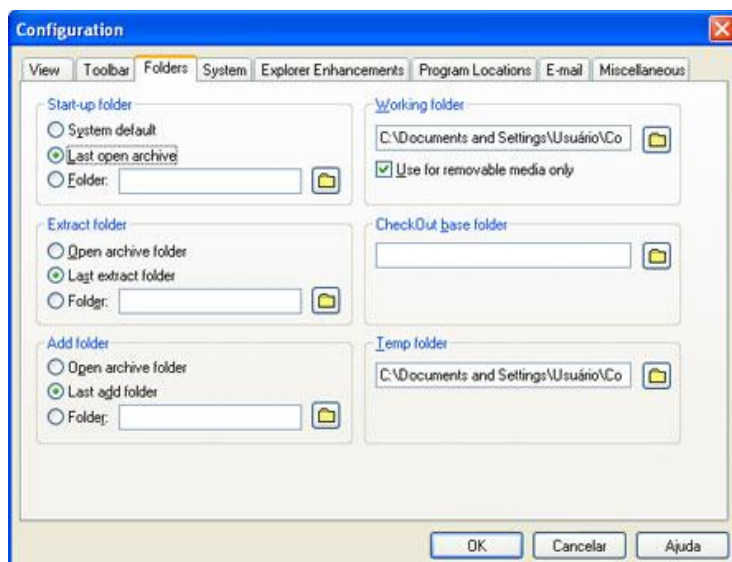 Configuration
View Toolbar Folders System Explorer Enhancements Program Locations E-mail Miscellaneous
Start-up folder
System default
Last open archive
Folder:
Extract folder
Open archive folder
Last extract folder
Folder:
Add folder
Open archive folder
Last add folder
Folder:
Working folder
C:\Documents and Settings\Usuário\Co
Use for removable media only
CheckOut base folder
Temp folder
C:\Documents and Settings\Usuário\Co
OK Cancelar Ajuda